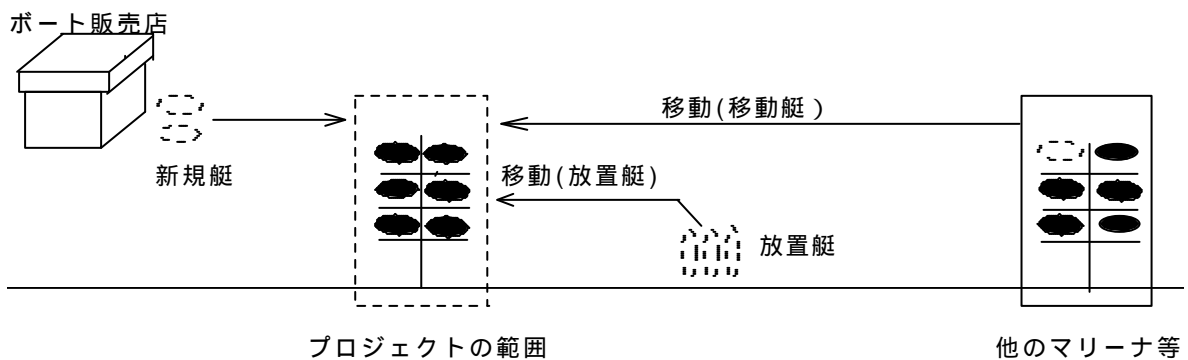 ボート販売店
移動(移動艇)
新規艇
移動(放置艇)
放置艇
プロジェクトの範囲
他のマリーナ等